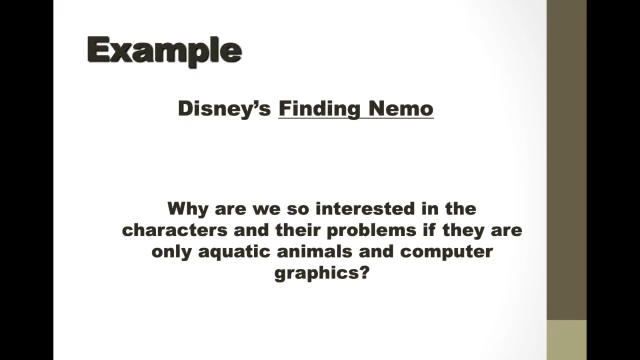 Example
Disney's Finding Nemo
Why are we so interested in the
characters and their problems if they are
only aquatic animals and computer
graphics?